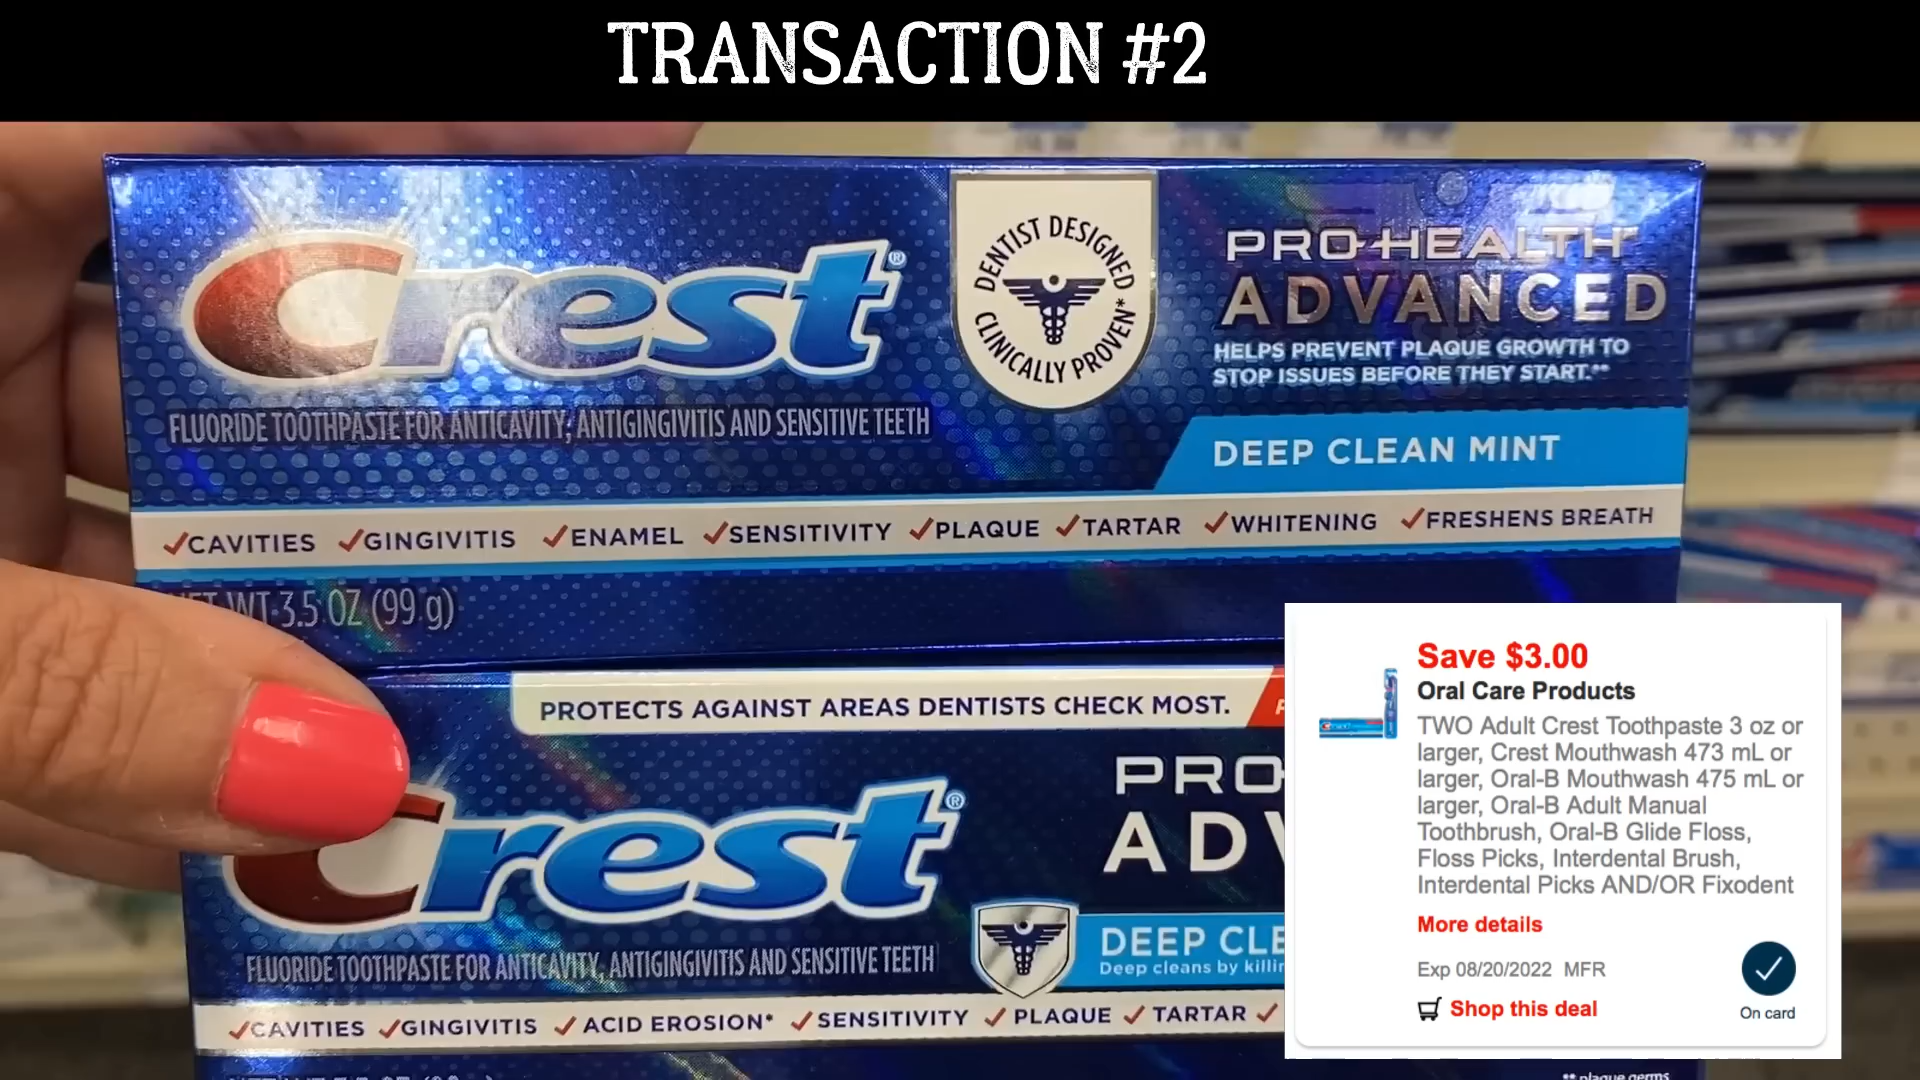 TRANSACTION #2
Crest®
DENTIST DESIGNED
CLINICALLY PROVEN*
PRO-HEALTH
ADVANCED
HELPS PREVENT PLAQUE GROWTH TO
STOP ISSUES BEFORE THEY START.**
FLUORIDE TOOTHPASTE FOR ANTICAVITY, ANTIGINGIVITIS AND SENSITIVE TEETH
DEEP CLEAN MINT
✓CAVITIES ✓GINGIVITIS ✓ENAMEL ✓SENSITIVITY ✓PLAQUE ✓TARTAR ✓WHITENING ✓FRESHENS BREATH
NET WT 3.5 OZ (99 g)
PROTECTS AGAINST AREAS DENTISTS CHECK MOST.
Crest®
PRO
ADV
FLUORIDE TOOTHPASTE FOR ANTICAVITY, ANTIGINGIVITIS AND SENSITIVE TEETH
DEEP CLE
Deep cleans by killin
✓CAVITIES ✓GINGIVITIS ✓ACID EROSION* ✓SENSITIVITY ✓PLAQUE ✓TARTAR ✓
** plaque germs
Save $3.00
Oral Care Products
TWO Adult Crest Toothpaste 3 oz or
larger, Crest Mouthwash 473 mL or
larger, Oral-B Mouthwash 475 mL or
larger, Oral-B Adult Manual
Toothbrush, Oral-B Glide Floss,
Floss Picks, Interdental Brush,
Interdental Picks AND/OR Fixodent
More details
Exp 08/20/2022 MFR
Shop this deal
On card